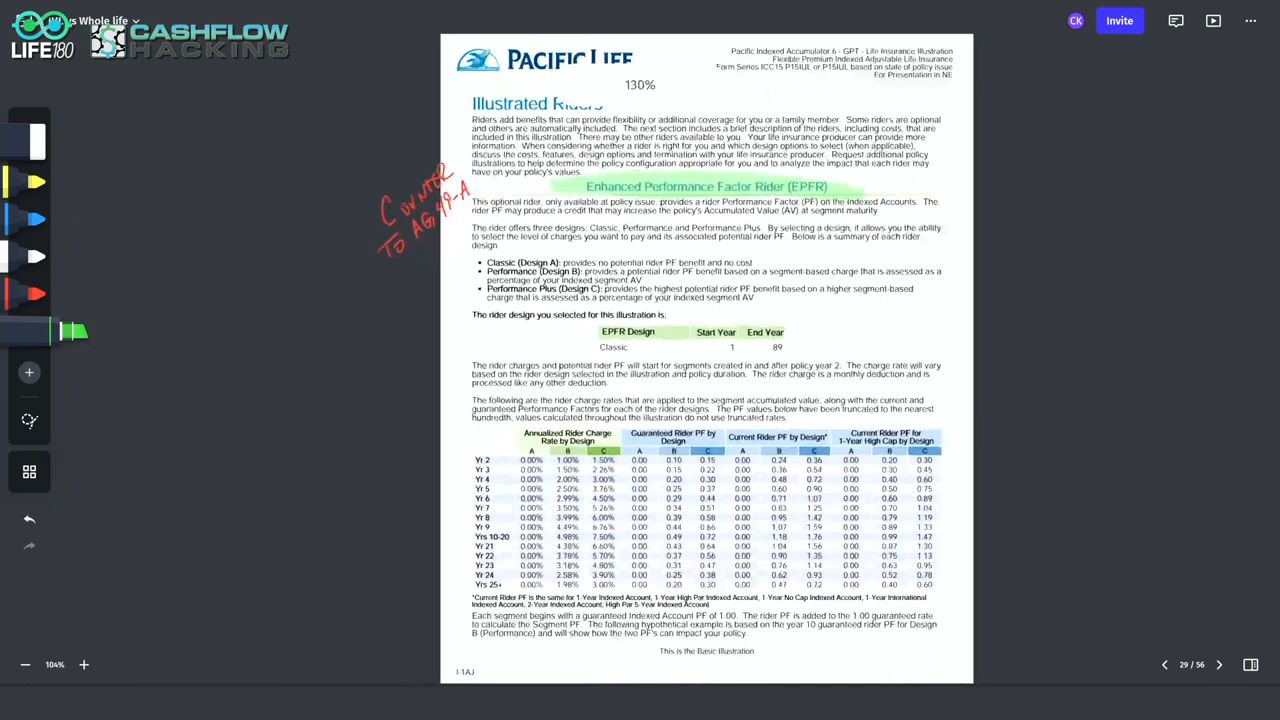 Whole life
CK
Invite
LIFE180
CASHFLOW
HACKING
PACIFIC LIFE
Pacific Indexed Accumulator 6 - GPT - Life Insurance Illustration
Flexible Premium Indexed Adjustable Life Insurance
Form Series ICC15 P15IUL or P15IUL based on state of policy issue
For Presentation in NE
130%
Illustrated Riders
Riders add benefits that can provide flexibility or additional coverage for you or a family member. Some riders are optional
and others are automatically included. The next section includes a brief description of the riders, including costs, that are
included in this illustration. There may be other riders available to you. Your life insurance producer can provide more
information. When considering whether a rider is right for you and which design options to select (when applicable),
discuss the costs, features, design options and termination with your life insurance producer. Request additional policy
illustrations to help determine the policy configuration appropriate for you and to analyze the impact that each rider may
have on your policy's values.
COUNTER
TO AG 49-A
Enhanced Performance Factor Rider (EPFR)
This optional rider, only available at policy issue, provides a rider Performance Factor (PF) on the Indexed Accounts. The
rider PF may produce a credit that may increase the policy's Accumulated Value (AV) at segment maturity
The rider offers three designs: Classic, Performance and Performance Plus. By selecting a design, it allows you the ability
to select the level of charges you want to pay and its associated potential rider PF. Below is a summary of each rider
design.
• Classic (Design A): provides no potential rider PF benefit and no cost
• Performance (Design B): provides a potential rider PF benefit based on a segment-based charge that is assessed as a
percentage of your indexed segment AV
• Performance Plus (Design C): provides the highest potential rider PF benefit based on a higher segment-based
charge that is assessed as a percentage of your indexed segment AV
The rider design you selected for this illustration is:
EPFR Design Start Year End Year
Classic 1 89
The rider charges and potential rider PF will start for segments created in and after policy year 2. The charge rate will vary
based on the rider design selected in the illustration and policy duration. The rider charge is a monthly deduction and is
processed like any other deduction.
The following are the rider charge rates that are applied to the segment accumulated value, along with the current and
guaranteed Performance Factors for each of the rider designs. The PF values below have been truncated to the nearest
hundredth, values calculated throughout the illustration do not use truncated rates.
Annualized Rider Charge Rate by Design Guaranteed Rider PF by Design Current Rider PF by Design* Current Rider PF for 1-Year High Cap by Design
A B C A B C A B C A B C
Yr 2 0.00% 1.00% 1.50% 0.00 0.10 0.15 0.00 0.24 0.36 0.00 0.20 0.30
Yr 3 0.00% 1.50% 2.26% 0.00 0.15 0.22 0.00 0.36 0.54 0.00 0.30 0.45
Yr 4 0.00% 2.00% 3.00% 0.00 0.20 0.30 0.00 0.48 0.72 0.00 0.40 0.60
Yr 5 0.00% 2.50% 3.76% 0.00 0.25 0.37 0.00 0.60 0.90 0.00 0.50 0.75
Yr 6 0.00% 2.99% 4.50% 0.00 0.29 0.44 0.00 0.71 1.07 0.00 0.60 0.89
Yr 7 0.00% 3.50% 5.26% 0.00 0.34 0.51 0.00 0.83 1.25 0.00 0.70 1.04
Yr 8 0.00% 3.99% 6.00% 0.00 0.39 0.58 0.00 0.95 1.42 0.00 0.79 1.19
Yr 9 0.00% 4.49% 6.76% 0.00 0.44 0.66 0.00 1.07 1.59 0.00 0.89 1.33
Yrs 10-20 0.00% 4.98% 7.50% 0.00 0.49 0.72 0.00 1.18 1.76 0.00 0.99 1.47
Yr 21 0.00% 4.38% 6.60% 0.00 0.43 0.64 0.00 1.04 1.56 0.00 0.87 1.30
Yr 22 0.00% 3.78% 5.70% 0.00 0.37 0.56 0.00 0.90 1.35 0.00 0.75 1.13
Yr 23 0.00% 3.18% 4.80% 0.00 0.31 0.47 0.00 0.76 1.14 0.00 0.63 0.95
Yr 24 0.00% 2.58% 3.90% 0.00 0.25 0.38 0.00 0.62 0.93 0.00 0.52 0.78
Yrs 25+ 0.00% 1.98% 3.00% 0.00 0.20 0.30 0.00 0.47 0.72 0.00 0.40 0.60
*Current Rider PF is the same for 1-Year Indexed Account, 1-Year High Par Indexed Account, 1-Year No Cap Indexed Account, 1-Year International
Indexed Account, 2-Year Indexed Account, High Par 5-Year Indexed Account
Each segment begins with a guaranteed Indexed Account PF of 1.00. The rider PF is added to the 1.00 guaranteed rate
to calculate the Segment PF. The following hypothetical example is based on the year 10 guaranteed rider PF for Design
B (Performance) and will show how the two PF's can impact your policy.
This is the Basic Illustration
I-1AJ
104%
29 / 56